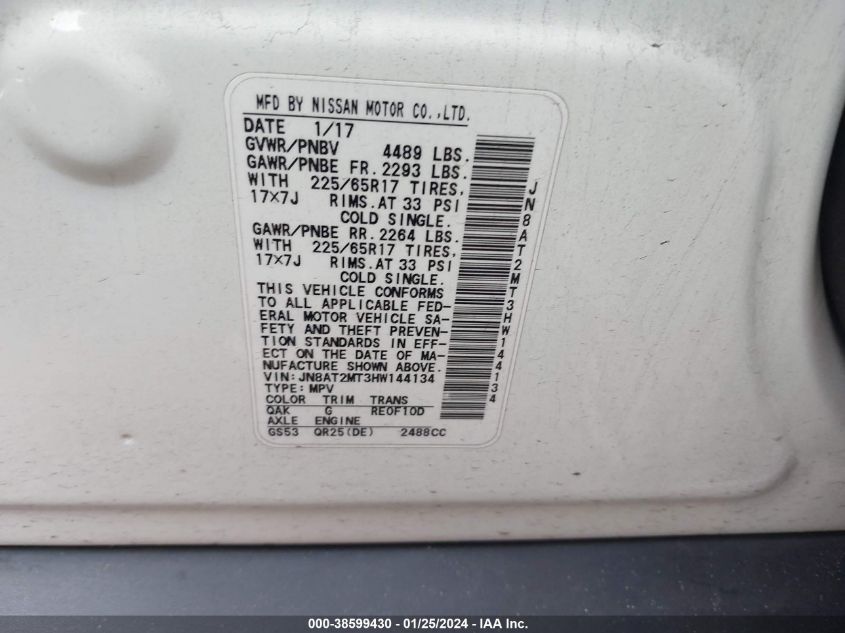 MFD BY NISSAN MOTOR CO.,LTD.
DATE 1/17
GVWR/PNBV 4489 LBS.
GAWR/PNBE FR. 2293 LBS.
WITH 225/65R17 TIRES,
17×7J RIMS.AT 33 PSI
COLD SINGLE.
GAWR/PNBE RR. 2264 LBS.
WITH 225/65R17 TIRES,
17×7J RIMS.AT 33 PSI
COLD SINGLE.
THIS VEHICLE CONFORMS
TO ALL APPLICABLE FED-
ERAL MOTOR VEHICLE SA-
FETY AND THEFT PREVEN-
TION STANDARDS IN EFF-
ECT ON THE DATE OF MA-
NUFACTURE SHOWN ABOVE.
VIN:JN8AT2MT3HW144134
TYPE:MPV
COLOR TRIM TRANS
QAK G RE0F10D
AXLE ENGINE
GS53 QR25(DE) 2488CC
JN8AT2MT3HW144134
000-38599430 - 01/25/2024 - IAA Inc.